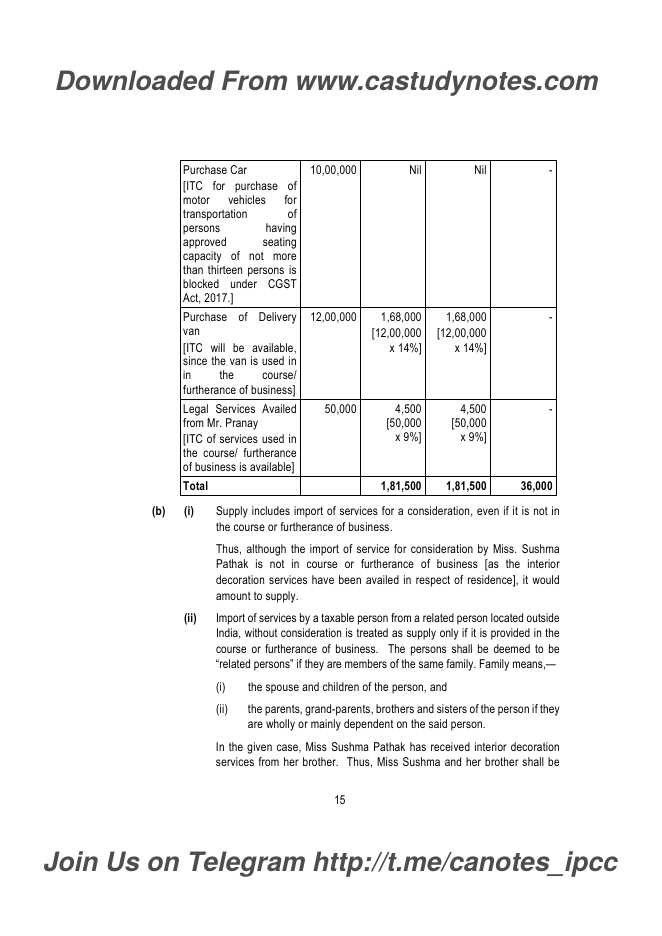 Downloaded From www.castudynotes.com
Purchase Car 10,00,000 Nil Nil -
[ITC for purchase of
motor vehicles for
transportation of
persons having
approved seating
capacity of not more
than thirteen persons is
blocked under CGST
Act, 2017.]
Purchase of Delivery 12,00,000 1,68,000 1,68,000 -
van [12,00,000 [12,00,000
[ITC will be available, x 14%] x 14%]
since the van is used in
in the course/
furtherance of business]
Legal Services Availed 50,000 4,500 4,500 -
from Mr. Pranay [50,000 [50,000
[ITC of services used in x 9%] x 9%]
the course/ furtherance
of business is available]
Total 1,81,500 1,81,500 36,000
(b) (i) Supply includes import of services for a consideration, even if it is not in
the course or furtherance of business.
Thus, although the import of service for consideration by Miss. Sushma
Pathak is not in course or furtherance of business [as the interior
decoration services have been availed in respect of residence], it would
amount to supply.
(ii) Import of services by a taxable person from a related person located outside
India, without consideration is treated as supply only if it is provided in the
course or furtherance of business. The persons shall be deemed to be
“related persons” if they are members of the same family. Family means,—
(i) the spouse and children of the person, and
(ii) the parents, grand-parents, brothers and sisters of the person if they
are wholly or mainly dependent on the said person.
In the given case, Miss Sushma Pathak has received interior decoration
services from her brother. Thus, Miss Sushma and her brother shall be
15
Join Us on Telegram http://t.me/canotes_ipcc